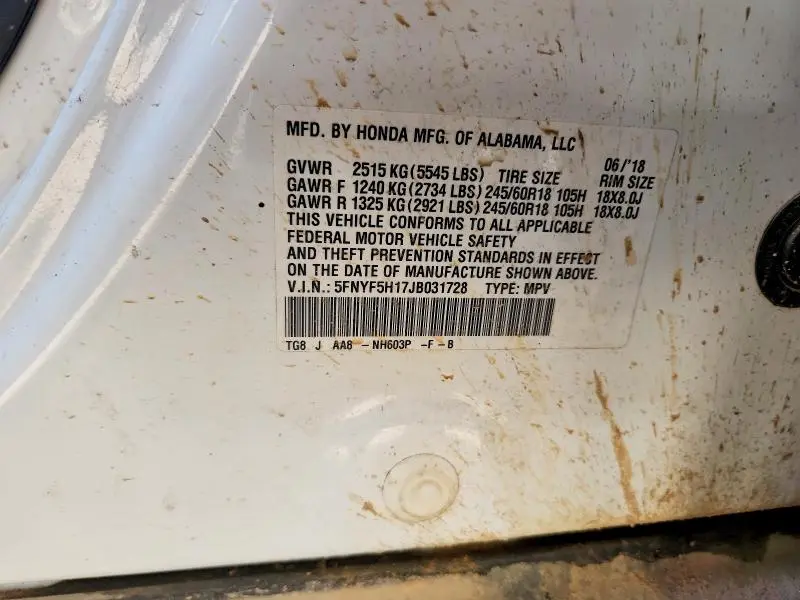 MFD. BY HONDA MFG. OF ALABAMA, LLC 06/'18
GVWR 2515 KG(5545 LBS) TIRE SIZE RIM SIZE
GAWR F 1240 KG(2734 LBS) 245/60R18 105H 18X8.0J
GAWR R 1325 KG(2921 LBS) 245/60R18 105H 18X8.0J
THIS VEHICLE CONFORMS TO ALL APPLICABLE
FEDERAL MOTOR VEHICLE SAFETY
AND THEFT PREVENTION STANDARDS IN EFFECT
ON THE DATE OF MANUFACTURE SHOWN ABOVE.
V.I.N.: 5FNYF5H17JB031728 TYPE: MPV
TG8 J AA8 -NH603P -F -B